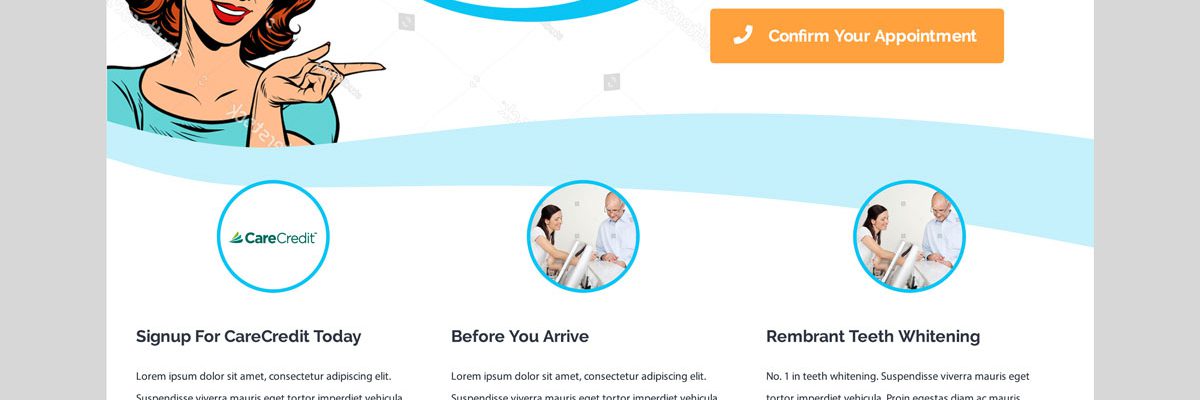 Confirm Your Appointment
CareCredit
Signup For CareCredit Today
Before You Arrive
Rembrant Teeth Whitening
Lorem ipsum dolor sit amet, consectetur adipiscing elit.
Suspendisse viverra mauris eget tortor imperdiet vehicula.
Lorem ipsum dolor sit amet, consectetur adipiscing elit.
Suspendisse viverra mauris eget tortor imperdiet vehicula.
No. 1 in teeth whitening. Suspendisse viverra mauris eget
tortor imperdiet vehicula. Proin egestas diam ac mauris